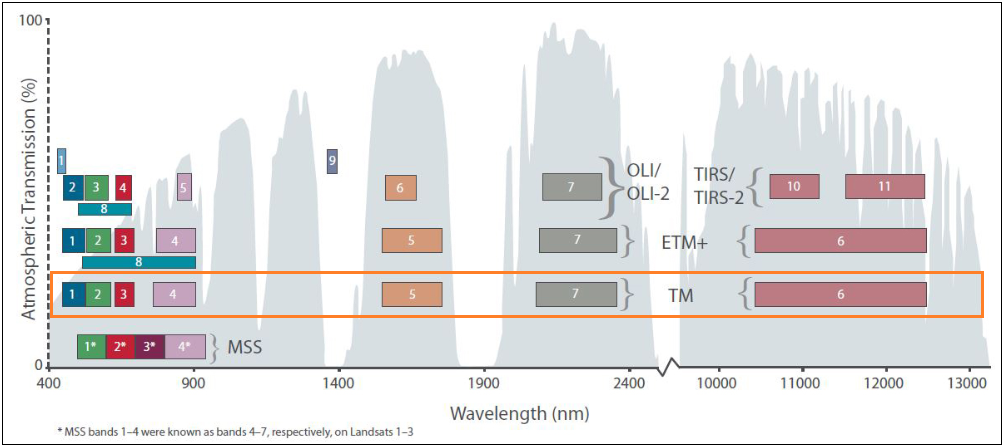 100
Atmospheric Transmission (%)
0
1
9
2 3 4 5 6 7
OLI/
OLI-2
TIRS/
TIRS-2
10 11
8
1 2 3 4 5 7 ETM+ 6
8
1 2 3 4 5 7 TM 6
1* 2* 3* 4* MSS
400 900 1400 1900 2400 10000 11000 12000 13000
Wavelength (nm)
* MSS bands 1–4 were known as bands 4–7, respectively, on Landsats 1–3